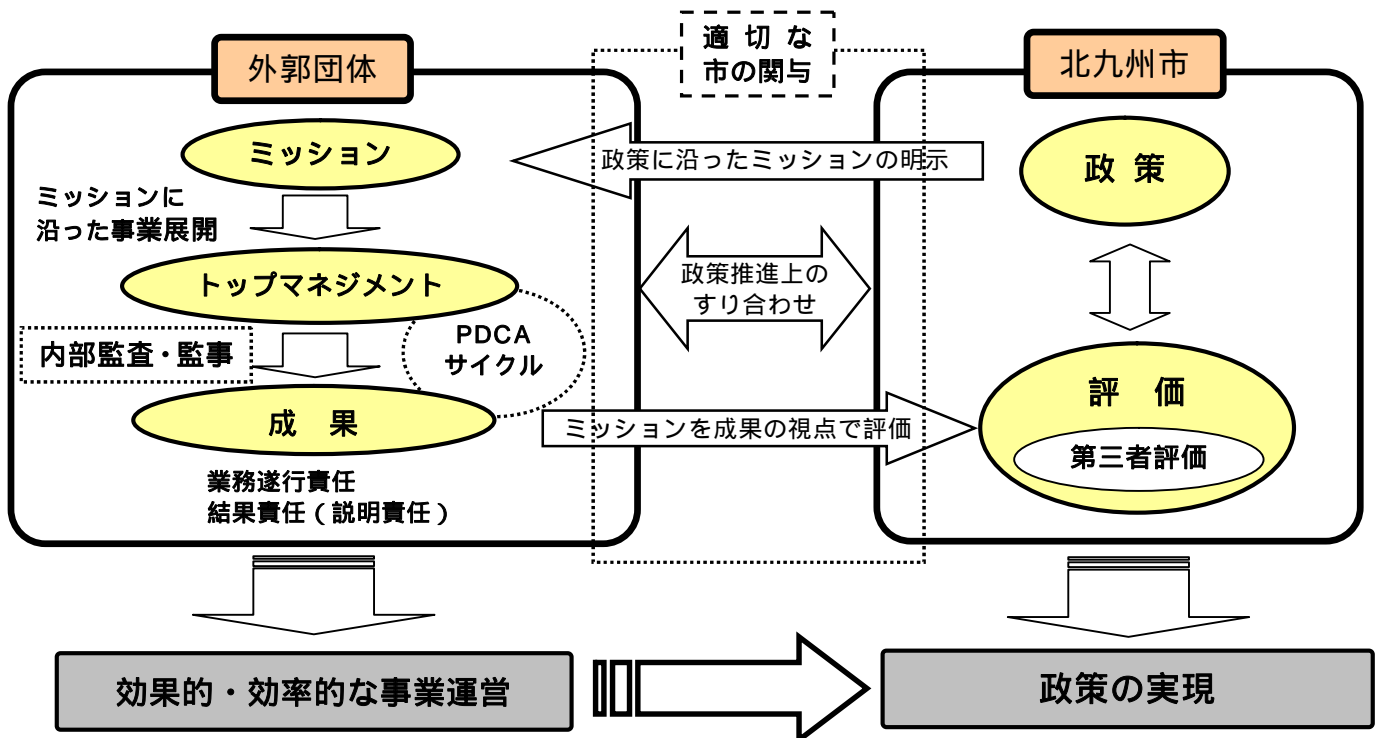 外郭団体
適切な
市の関与
北九州市
ミッション
政策に沿ったミッションの明示
政策
ミッションに
沿った事業展開
トップマネジメント
政策推進上の
すり合わせ
内部監査・監事
PDCA
サイクル
成果
ミッションを成果の視点で評価
評価
第三者評価
業務遂行責任
結果責任(説明責任)
効果的・効率的な事業運営
政策の実現